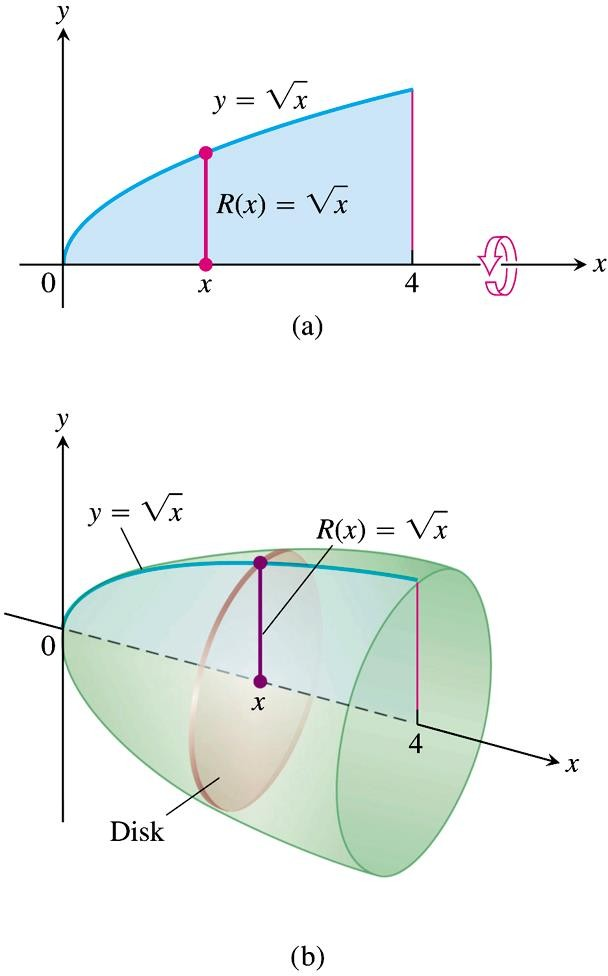 y
y = √x
R(x) = √x
0
x
4
x
(a)
y
y = √x
R(x) = √x
0
x
4
x
Disk
(b)